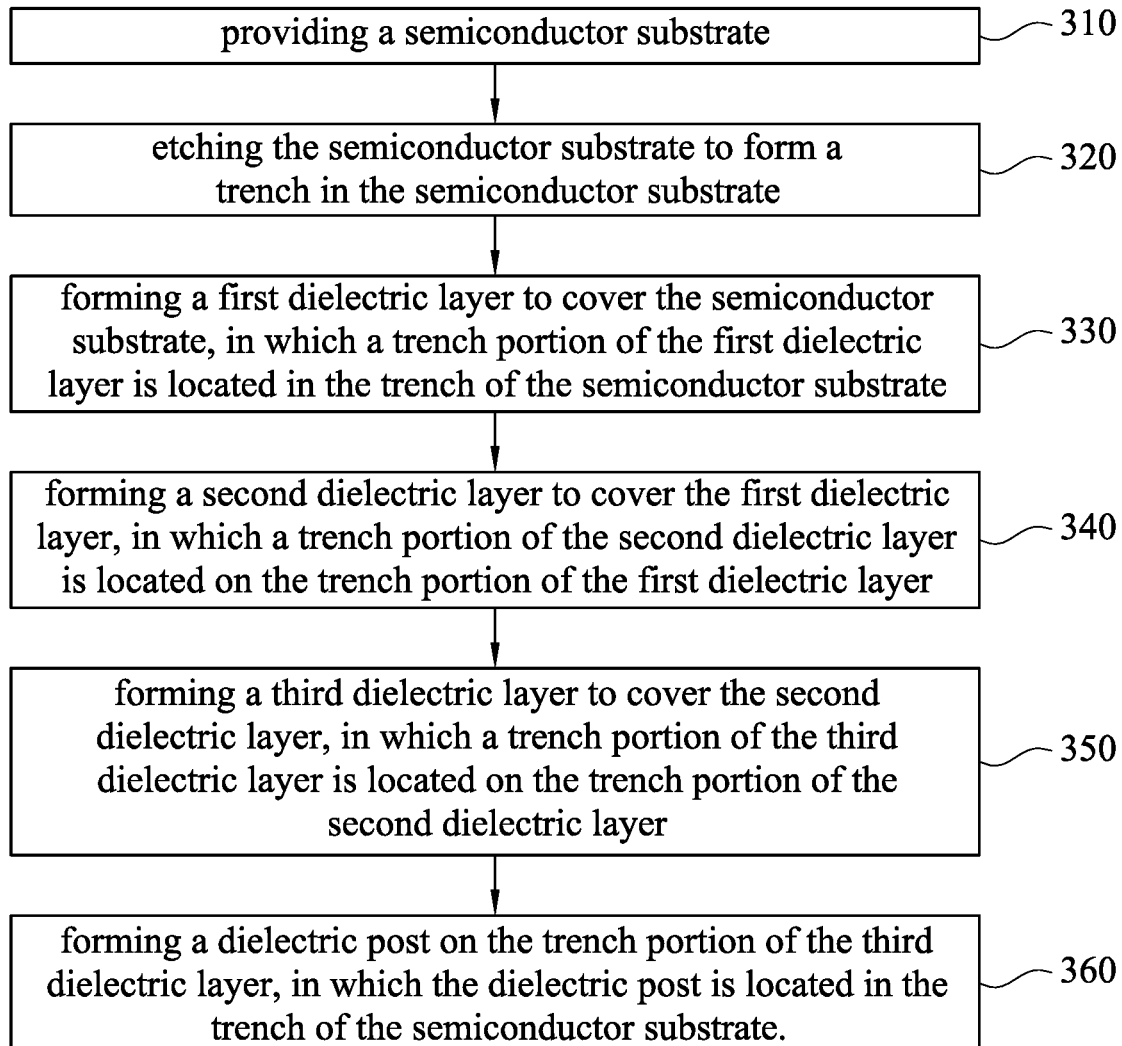 providing a semiconductor substrate
310
etching the semiconductor substrate to form a
trench in the semiconductor substrate
320
forming a first dielectric layer to cover the semiconductor
substrate, in which a trench portion of the first dielectric
layer is located in the trench of the semiconductor substrate
330
forming a second dielectric layer to cover the first dielectric
layer, in which a trench portion of the second dielectric layer
is located on the trench portion of the first dielectric layer
340
forming a third dielectric layer to cover the second
dielectric layer, in which a trench portion of the third
dielectric layer is located on the trench portion of the
second dielectric layer
350
forming a dielectric post on the trench portion of the third
dielectric layer, in which the dielectric post is located in the
trench of the semiconductor substrate.
360